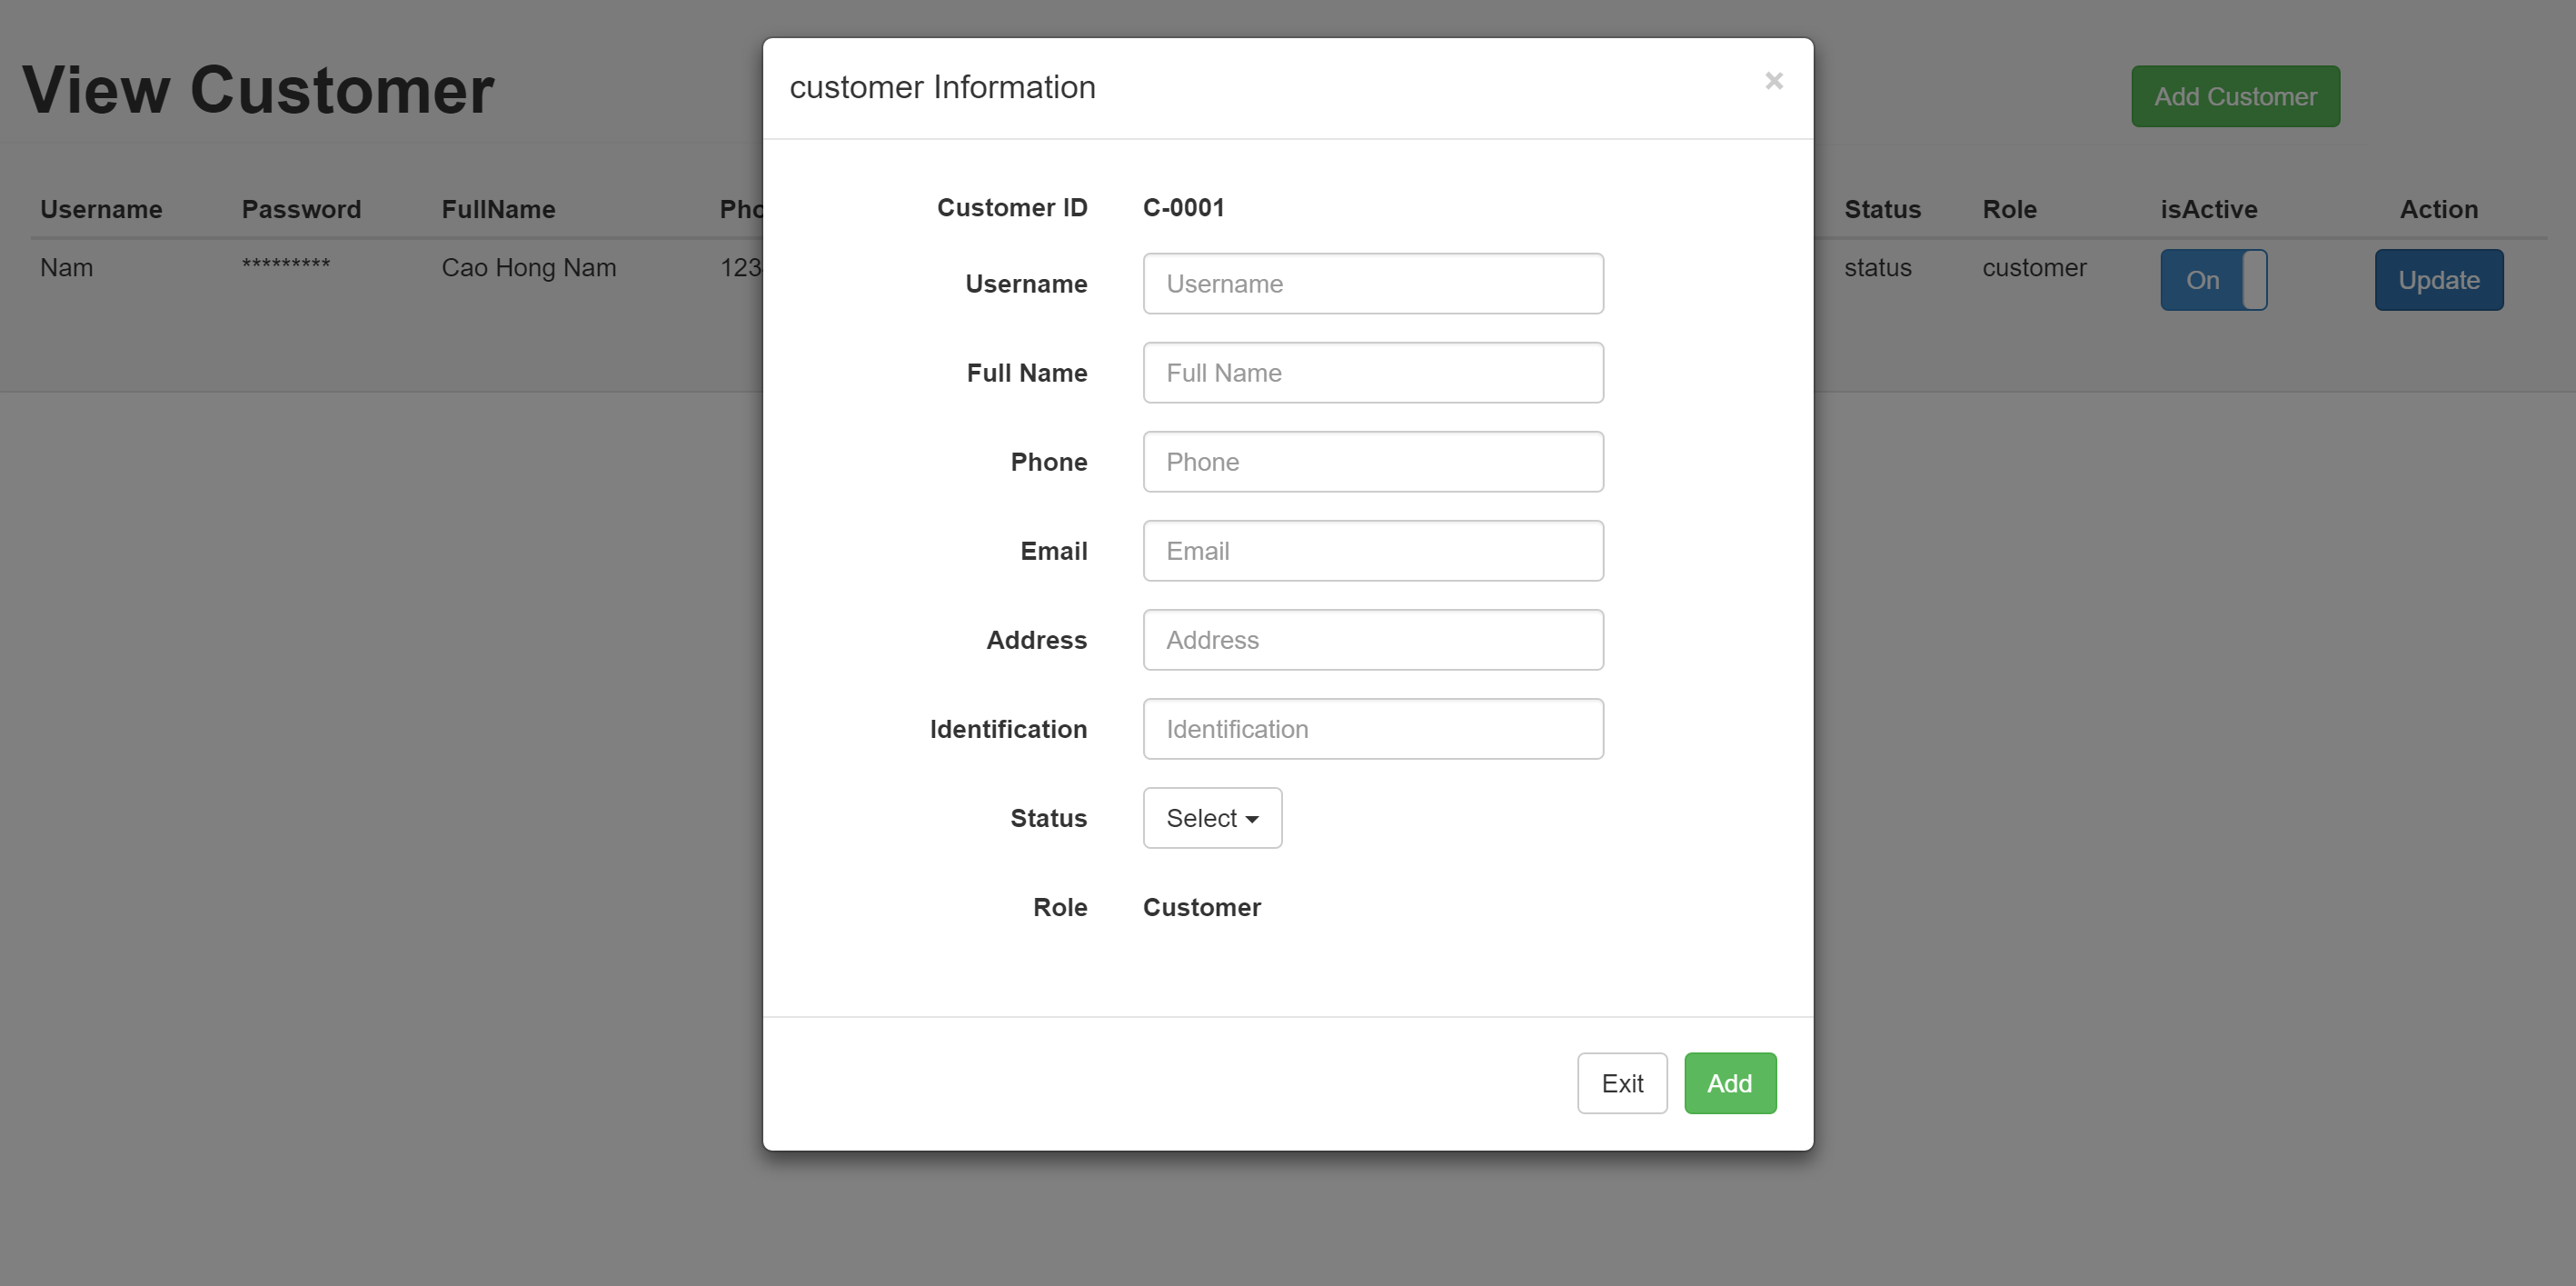 View Customer
Add Customer
Username Password FullName Status Role isActive Action
Nam ********* Cao Hong Nam status customer On Update
customer Information ×
Customer ID C-0001
Username Username
Full Name Full Name
Phone Phone
Email Email
Address Address
Identification Identification
Status Select
Role Customer
Exit Add